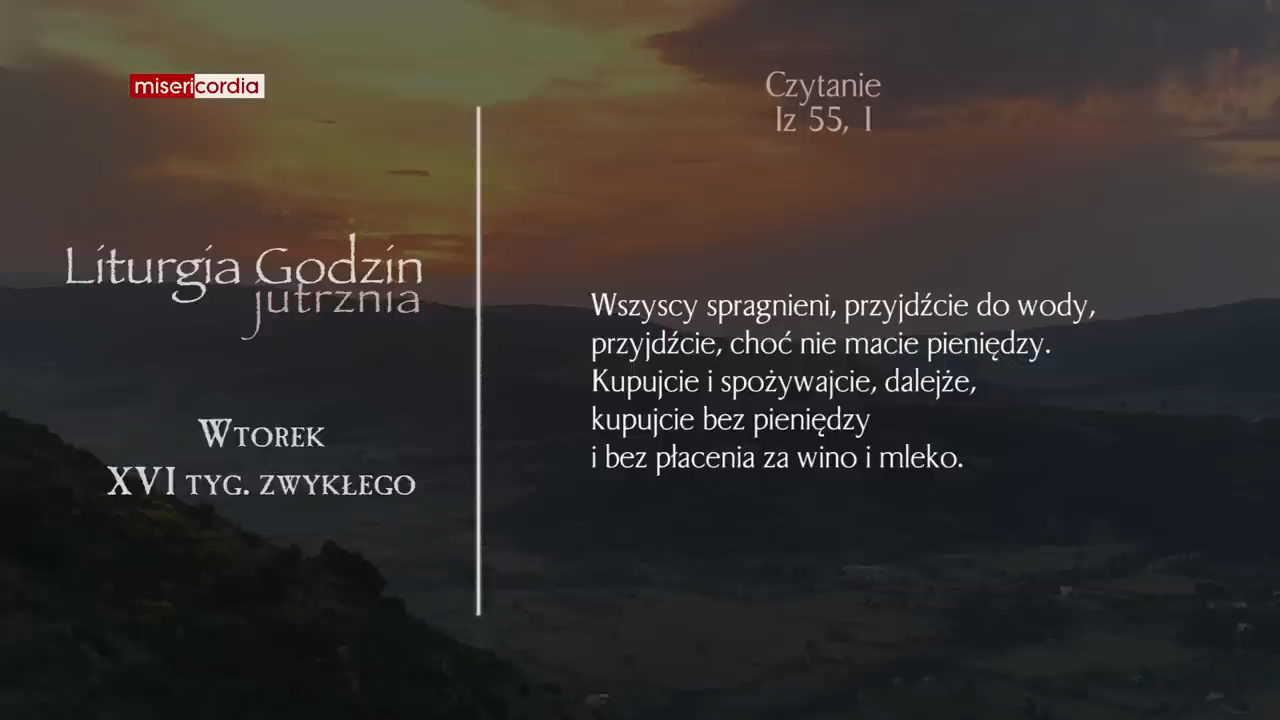 misericordia
Liturgia Godzin
jutrznia
Wtorek
XVI tyg. zwykłego
Czytanie
Iz 55, 1
Wszyscy spragnieni, przyjdźcie do wody,
przyjdźcie, choć nie macie pieniędzy.
Kupujcie i spożywajcie, dalejże,
kupujcie bez pieniędzy
i bez płacenia za wino i mleko.